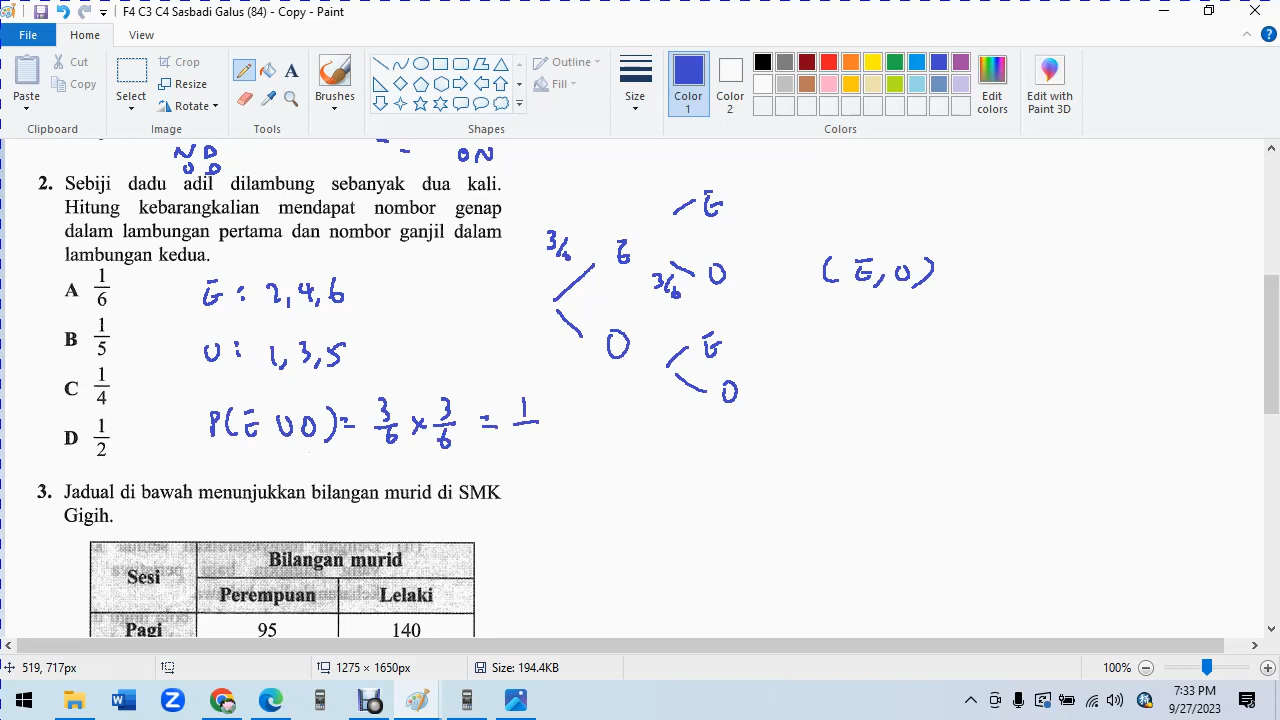 F4 C3 C4 Sasbadi Galus (84) - Copy - Paint
File Home View
Paste Cut Copy Clipboard
Select Crop Resize Rotate Image
Tools
Brushes
Outline Fill Shapes
Size
Color 1 Color 2 Edit colors Colors
Edit with Paint 3D
N D
O D
O N
2. Sebiji dadu adil dilambung sebanyak dua kali.
Hitung kebarangkalian mendapat nombor genap
dalam lambungan pertama dan nombor ganjil dalam
lambungan kedua.
A 1/6
B 1/5
C 1/4
D 1/2
E : 2, 4, 6
O : 1, 3, 5
P(E U O) = 3/6 × 3/6 = 1
3/6 E E
3/6 O
O E
O
(E, O)
3. Jadual di bawah menunjukkan bilangan murid di SMK
Gigih.
Sesi Bilangan murid
Perempuan Lelaki
Pagi 95 140
519, 717px 1275 × 1650px Size: 194.4KB 100%
7:33 PM
9/27/2023